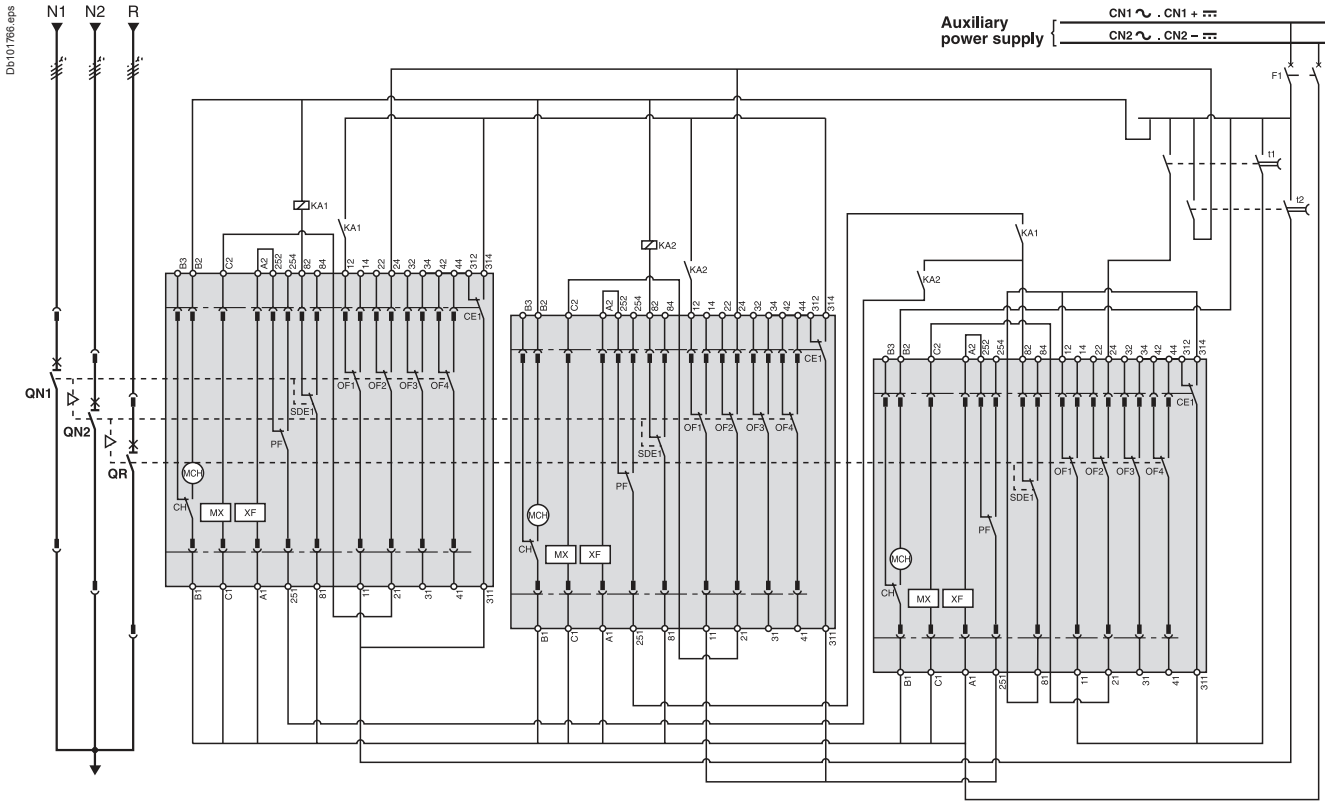 Db101766.eps
N1 N2 R
Auxiliary
power supply
CN1 ∿ . CN1 + ⎓
CN2 ∿ . CN2 – ⎓
F1
t1
t2
KA1
KA1
KA2
KA2
KA1
KA2
QN1
QN2
QR
B3 B2 C2 A2 252 254 82 84 12 14 22 24 32 34 42 44 312 314
CE1
OF1 OF2 OF3 OF4
SDE1
PF
MCH
CH
MX XF
B1 C1 A1 251 81 11 21 31 41 311
B3 B2 C2 A2 252 254 82 84 12 14 22 24 32 34 42 44 312 314
CE1
OF1 OF2 OF3 OF4
SDE1
PF
MCH
CH
MX XF
B1 C1 A1 251 81 11 21 31 41 311
B3 B2 C2 A2 252 254 82 84 12 14 22 24 32 34 42 44 312 314
CE1
OF1 OF2 OF3 OF4
SDE1
PF
MCH
CH
MX XF
B1 C1 A1 251 81 11 21 31 41 311